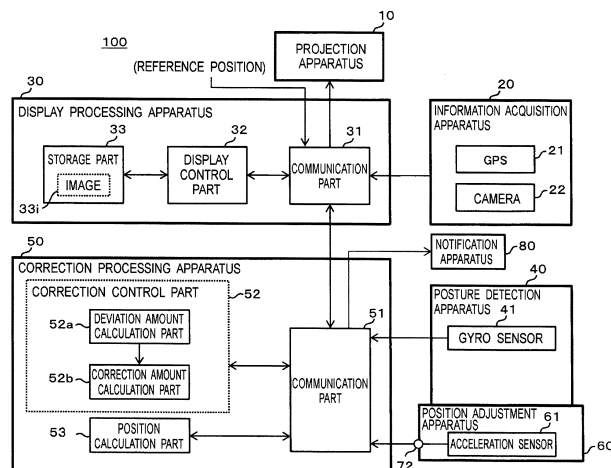 10
100
PROJECTION
APPARATUS
(REFERENCE POSITION)
30
20
DISPLAY PROCESSING APPARATUS
INFORMATION ACQUISITION
APPARATUS
33
32
31
STORAGE PART
IMAGE
33i
DISPLAY
CONTROL
PART
COMMUNICATION
PART
GPS
21
CAMERA
22
NOTIFICATION
APPARATUS
80
50
CORRECTION PROCESSING APPARATUS
40
CORRECTION CONTROL PART
52
POSTURE DETECTION
APPARATUS
51
41
52a
DEVIATION AMOUNT
CALCULATION PART
GYRO SENSOR
52b
CORRECTION AMOUNT
CALCULATION PART
COMMUNICATION
PART
POSITION ADJUSTMENT
APPARATUS
61
53
POSITION
CALCULATION PART
ACCELERATION SENSOR
72
60